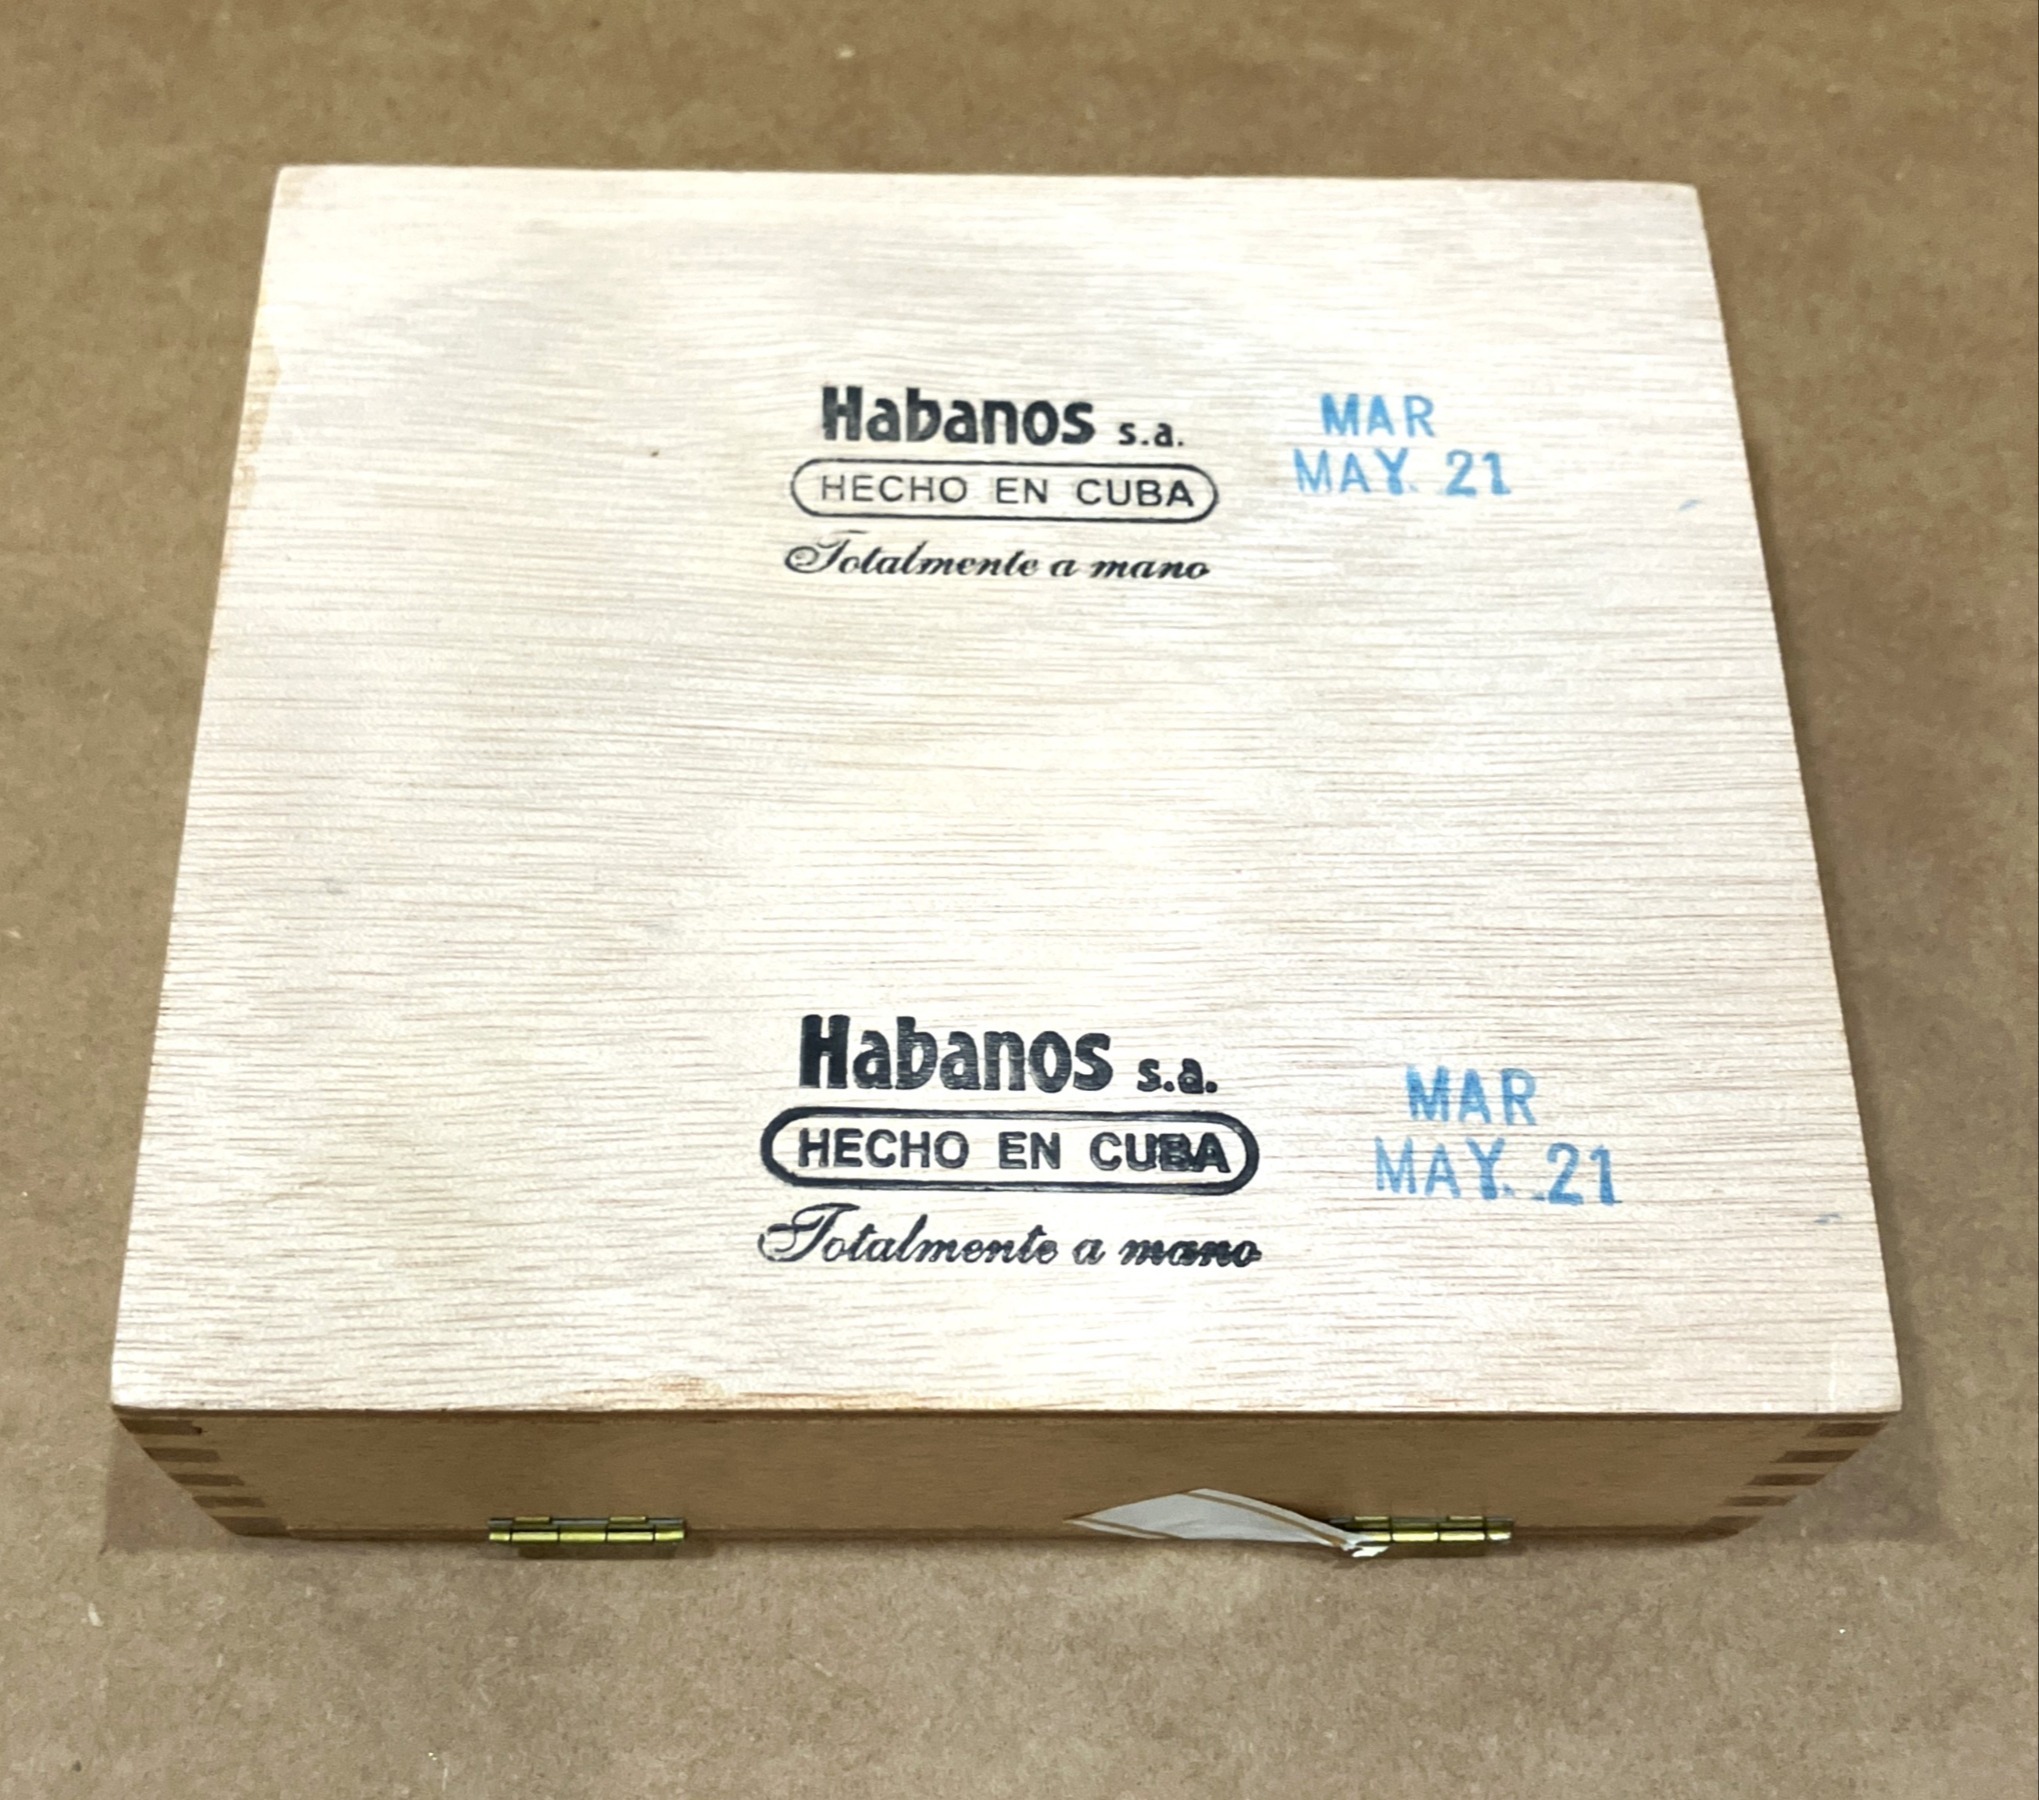 Habanos s.a.
HECHO EN CUBA
Totalmente a mano
MAR
MAY. 21
Habanos s.a.
HECHO EN CUBA
Totalmente a mano
MAR
MAY. 21